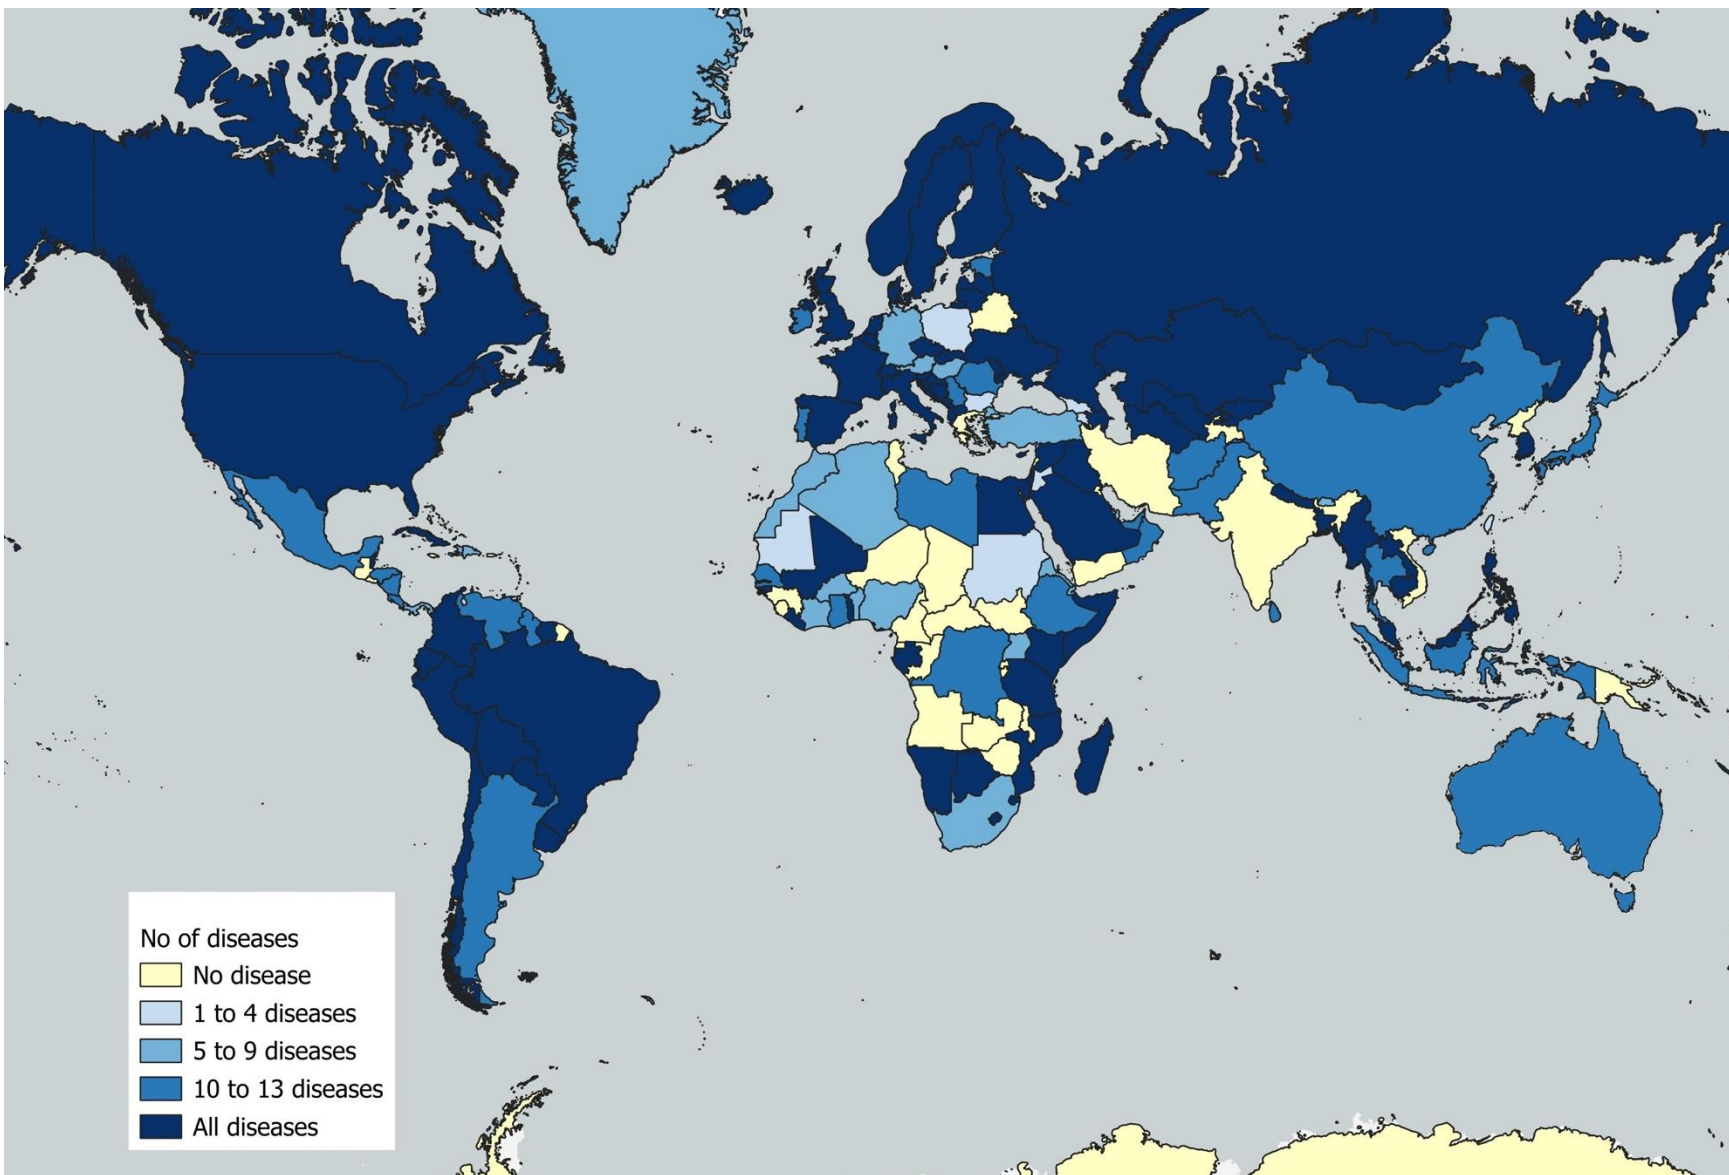 No of diseases
No disease
1 to 4 diseases
5 to 9 diseases
10 to 13 diseases
All diseases